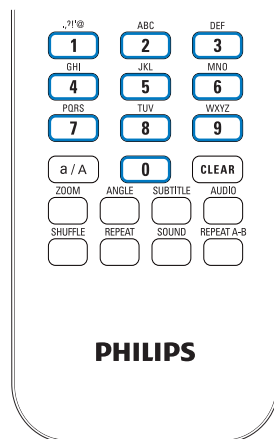 .,?!'@ ABC DEF
1 2 3
GHI JKL MNO
4 5 6
PQRS TUV WXYZ
7 8 9
a/A 0 CLEAR
ZOOM ANGLE SUBTITLE AUDIO
SHUFFLE REPEAT SOUND REPEAT A-B
PHILIPS